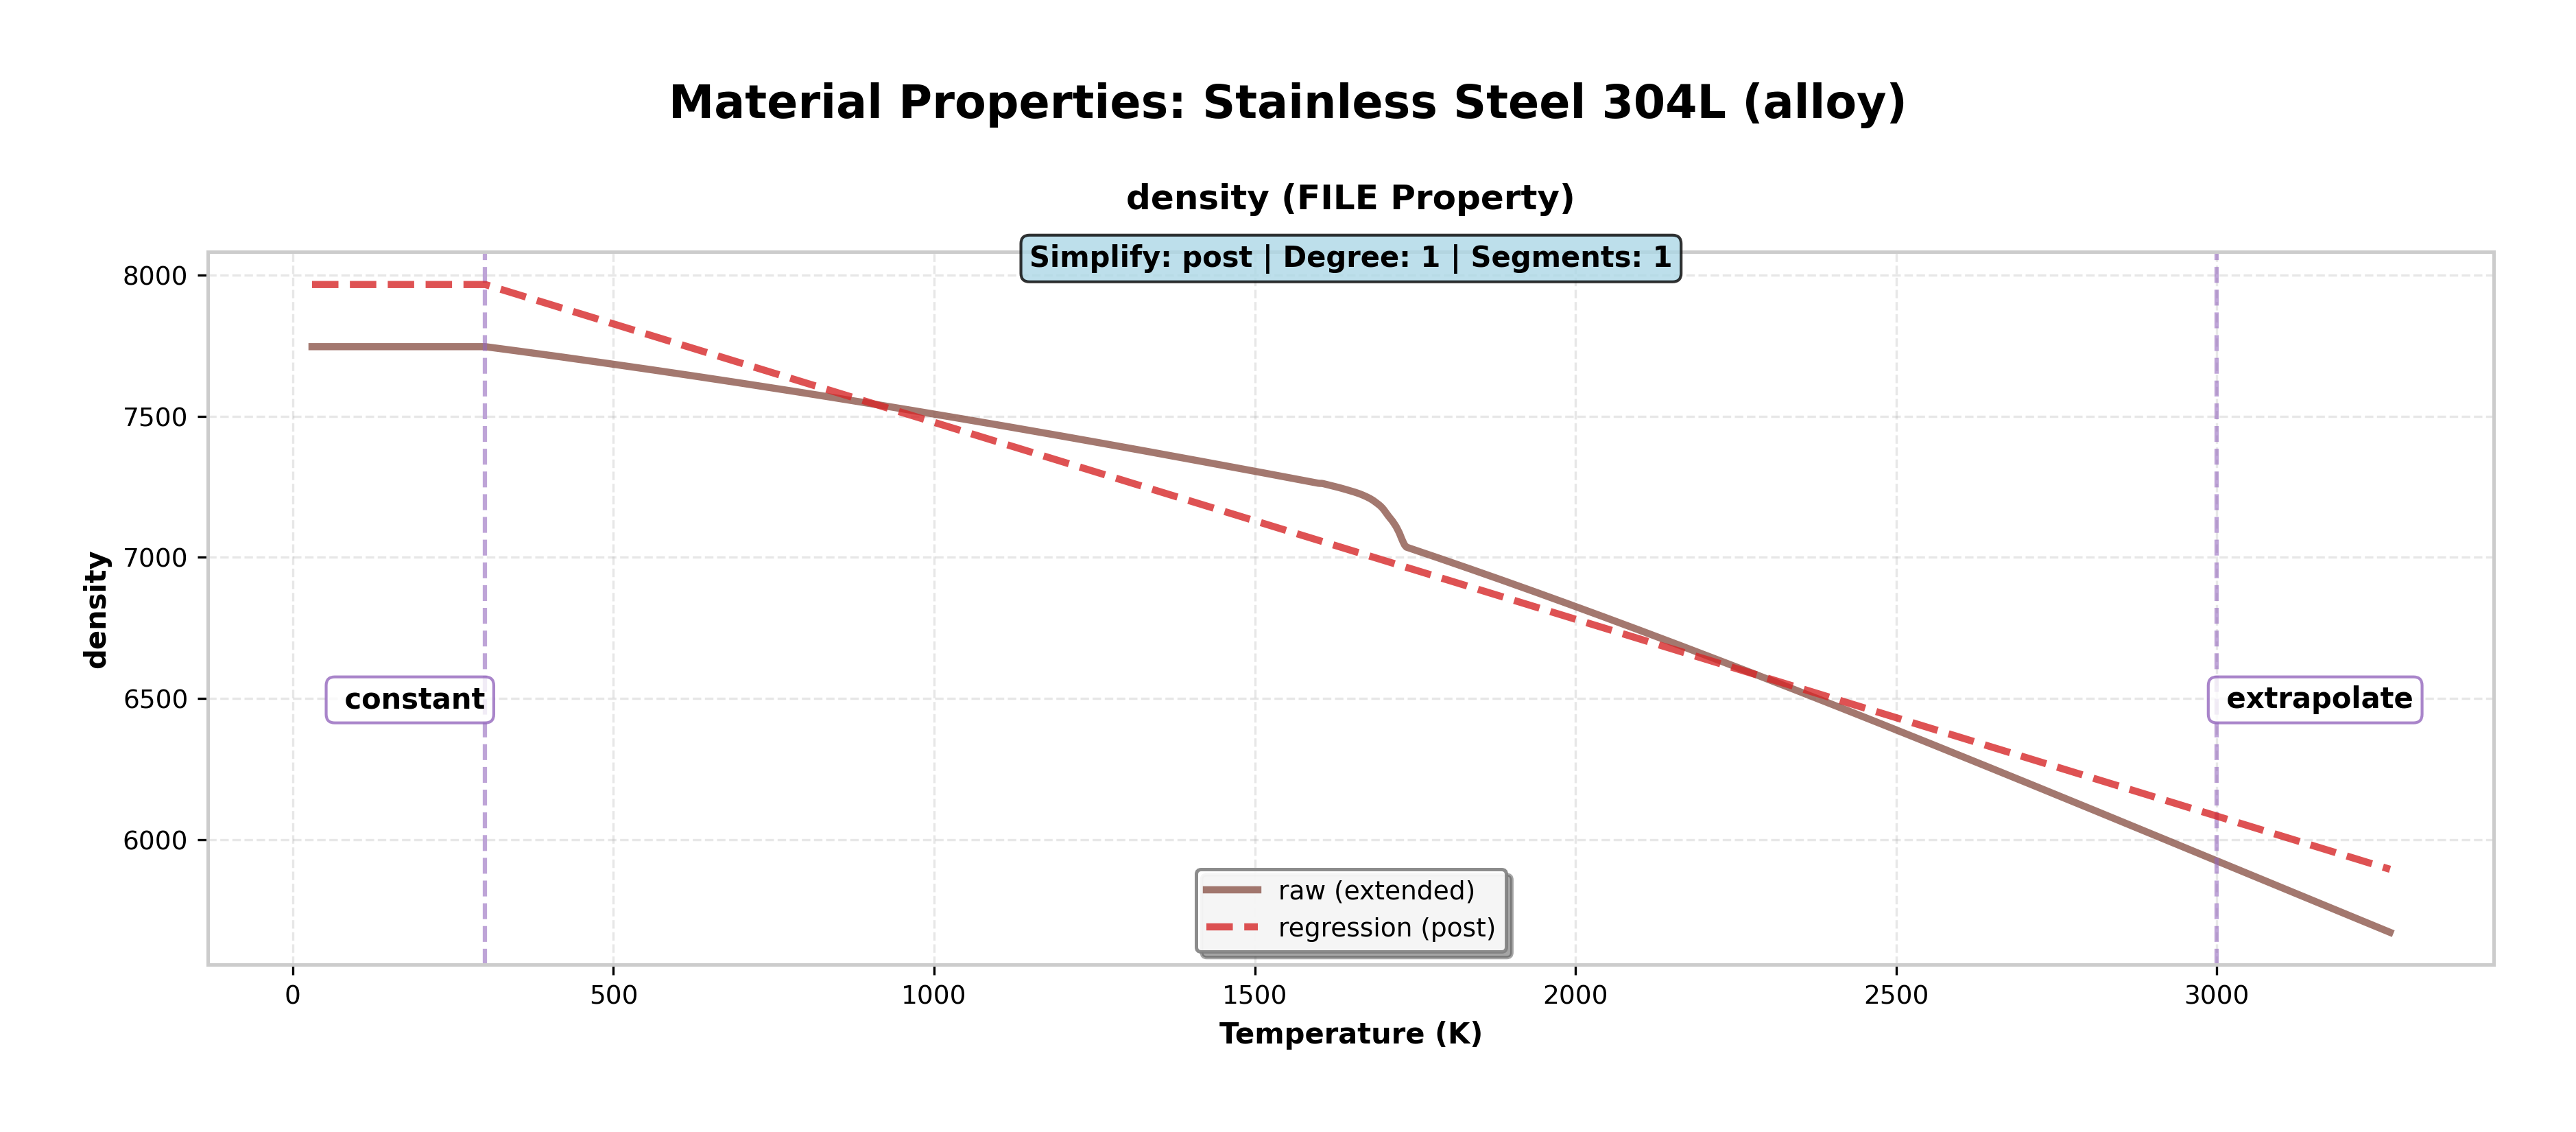 Material Properties: Stainless Steel 304L (alloy)
density (FILE Property)
Simplify: post | Degree: 1 | Segments: 1
8000
7500
7000
6500
6000
density
constant
extrapolate
raw (extended)
regression (post)
0 500 1000 1500 2000 2500 3000
Temperature (K)